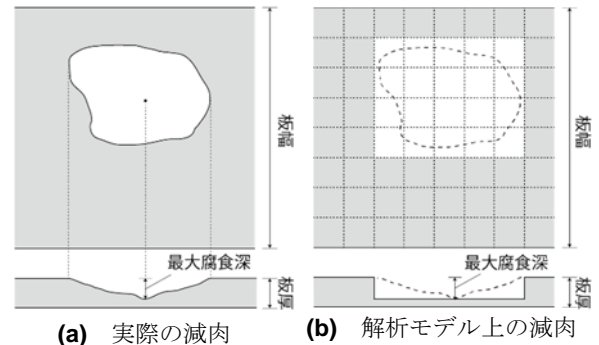 板幅
最大腐食深
板厚
(a) 実際の減肉
板幅
最大腐食深
板厚
(b) 解析モデル上の減肉